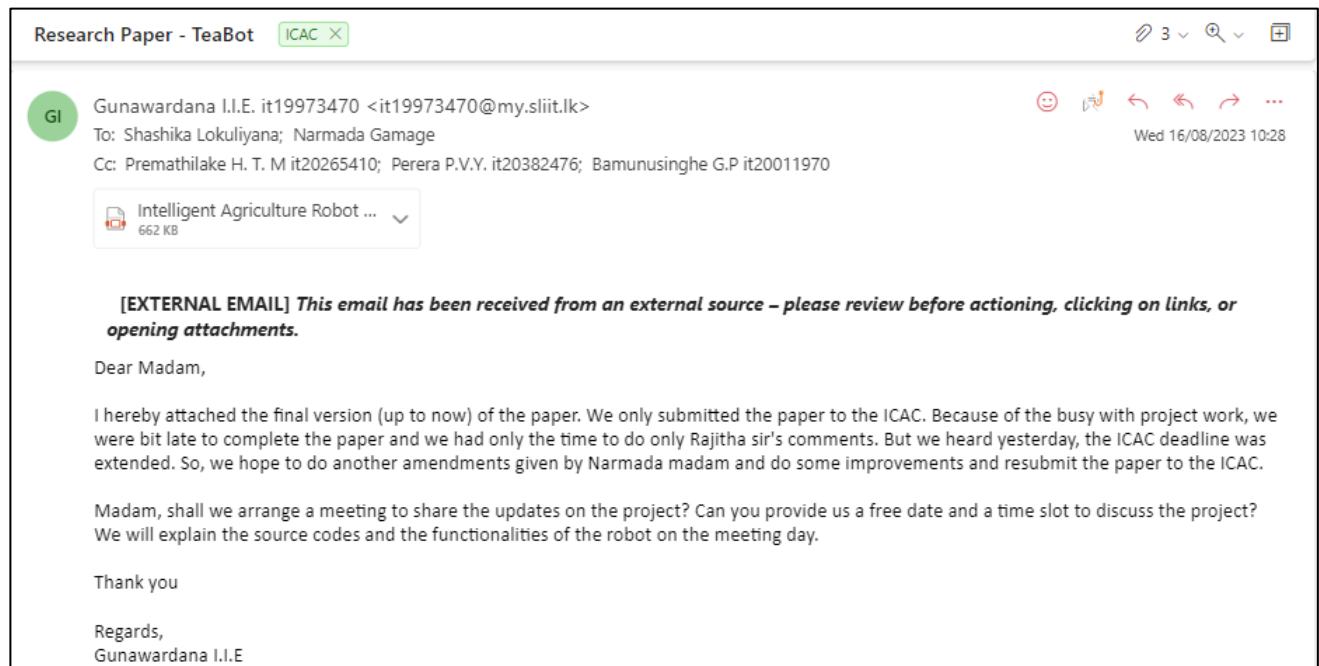 Research Paper - TeaBot ICAC ×
3
GI
Gunawardana I.I.E. it19973470 <it19973470@my.sliit.lk>
To: Shashika Lokuliyana; Narmada Gamage
Wed 16/08/2023 10:28
Cc: Premathilake H. T. M it20265410; Perera P.V.Y. it20382476; Bamunusinghe G.P it20011970
Intelligent Agriculture Robot ...
662 KB
[EXTERNAL EMAIL] This email has been received from an external source – please review before actioning, clicking on links, or
opening attachments.
Dear Madam,
I hereby attached the final version (up to now) of the paper. We only submitted the paper to the ICAC. Because of the busy with project work, we
were bit late to complete the paper and we had only the time to do only Rajitha sir's comments. But we heard yesterday, the ICAC deadline was
extended. So, we hope to do another amendments given by Narmada madam and do some improvements and resubmit the paper to the ICAC.
Madam, shall we arrange a meeting to share the updates on the project? Can you provide us a free date and a time slot to discuss the project?
We will explain the source codes and the functionalities of the robot on the meeting day.
Thank you
Regards,
Gunawardana I.I.E